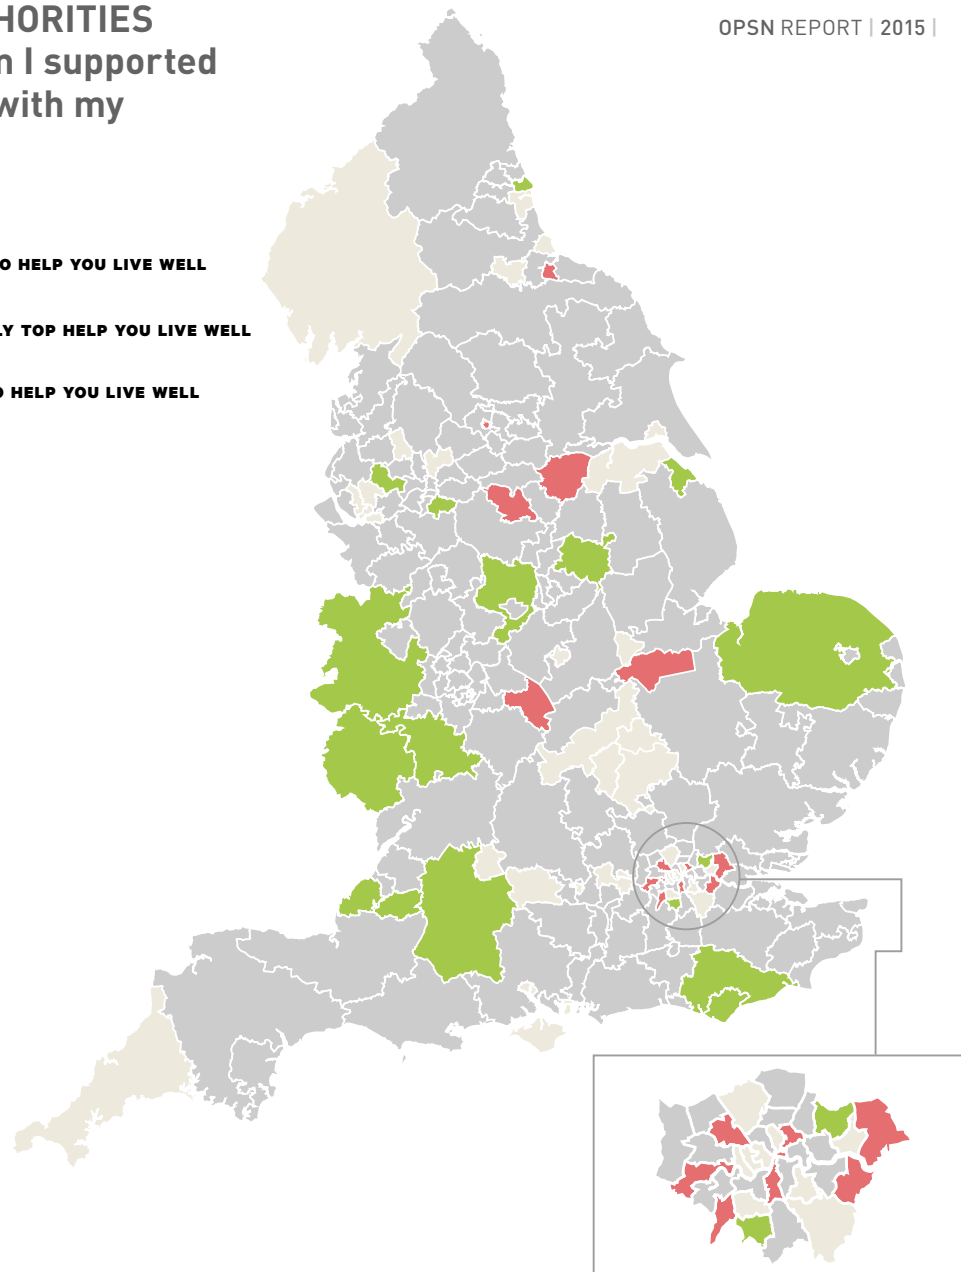 HORITIES
I supported
with my
OPSN REPORT | 2015 |
O HELP YOU LIVE WELL
LY TOP HELP YOU LIVE WELL
HELP YOU LIVE WELL